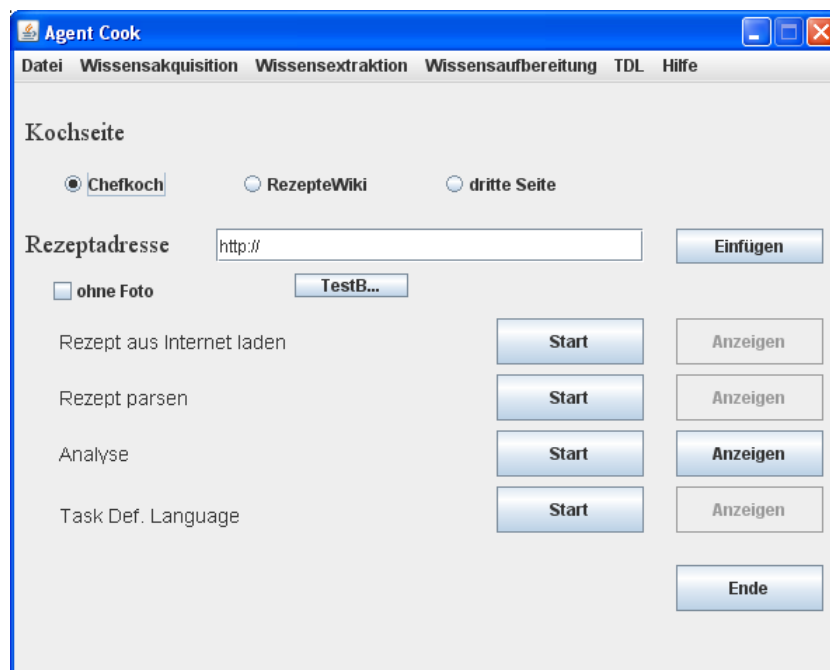 Agent Cook
Datei Wissensakquisition Wissensextraktion Wissensaufbereitung TDL Hilfe
Kochseite
Chefkoch RezepteWiki dritte Seite
Rezeptadresse http:// Einfügen
ohne Foto TestB...
Rezept aus Internet laden Start Anzeigen
Rezept parsen Start Anzeigen
Analyse Start Anzeigen
Task Def. Language Start Anzeigen
Ende